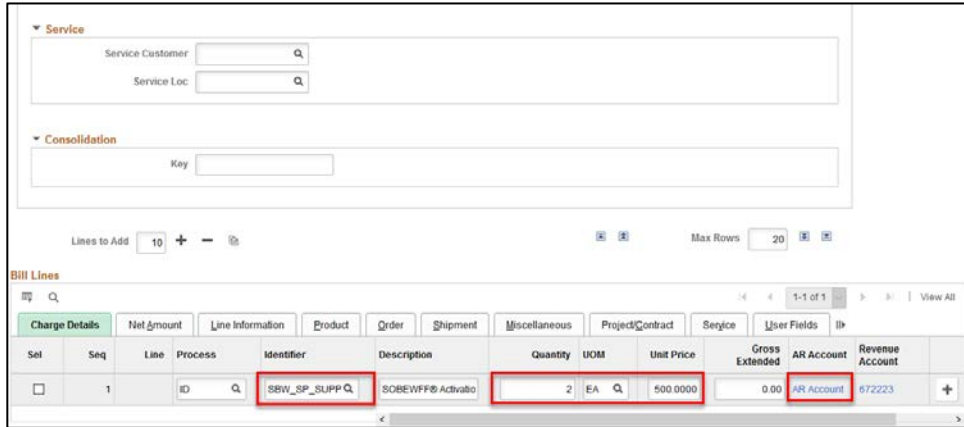 Service
Service Customer
Service Loc
Consolidation
Key
Lines to Add 10 Max Rows 20
Bill Lines
1-1 of 1 View All
Charge Details Net Amount Line Information Product Order Shipment Miscellaneous Project/Contract Service User Fields
Sel Seq Line Process Identifier Description Quantity UOM Unit Price Gross Extended AR Account Revenue Account
1 ID SBW_SP_SUPP SOBEWFF® Activatio 2 EA 500.0000 0.00 AR Account 672223